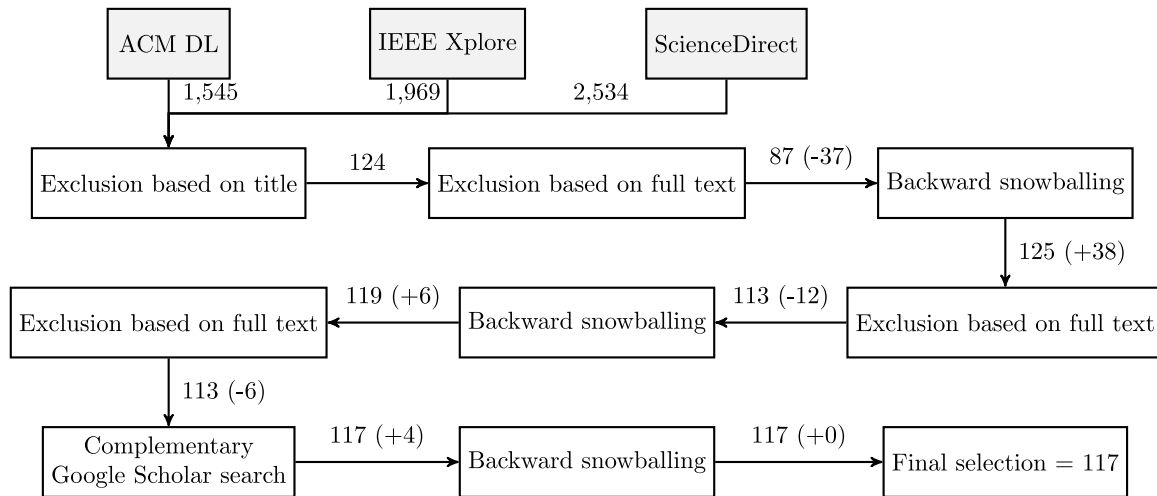 ACM DL
IEEE Xplore
ScienceDirect
1,545
1,969
2,534
Exclusion based on title
124
Exclusion based on full text
87 (-37)
Backward snowballing
125 (+38)
Exclusion based on full text
113 (-12)
Backward snowballing
119 (+6)
Exclusion based on full text
113 (-6)
Complementary
Google Scholar search
117 (+4)
Backward snowballing
117 (+0)
Final selection = 117